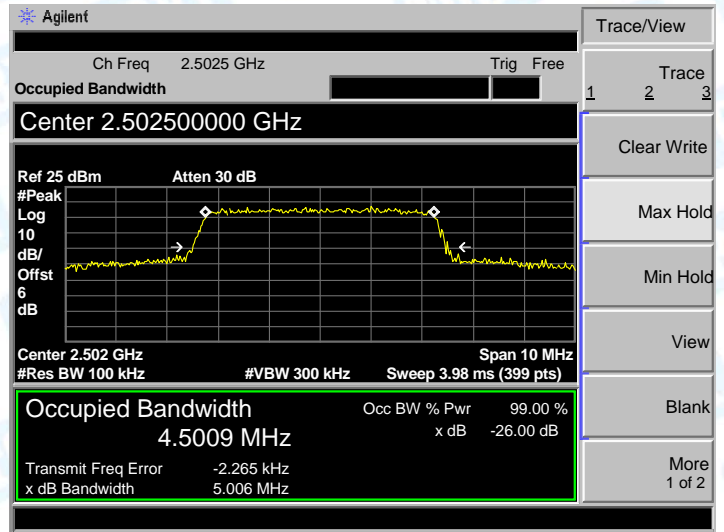 Agilent
Trace/View
Ch Freq 2.5025 GHz Trig Free
Occupied Bandwidth
Trace
1 2 3
Center 2.502500000 GHz
Clear Write
Ref 25 dBm Atten 30 dB
#Peak
Log
10
dB/
Offst
6
dB
Max Hold
Min Hold
View
Center 2.502 GHz Span 10 MHz
#Res BW 100 kHz #VBW 300 kHz Sweep 3.98 ms (399 pts)
Occupied Bandwidth Occ BW % Pwr 99.00 %
4.5009 MHz x dB -26.00 dB
Blank
Transmit Freq Error -2.265 kHz
x dB Bandwidth 5.006 MHz
More
1 of 2